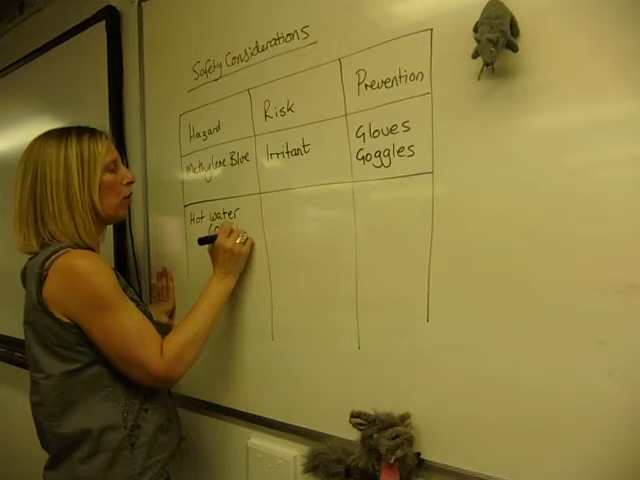 Safety Considerations
Hazard
Risk
Prevention
Methylene Blue
Irritant
Gloves
Goggles
Hot water